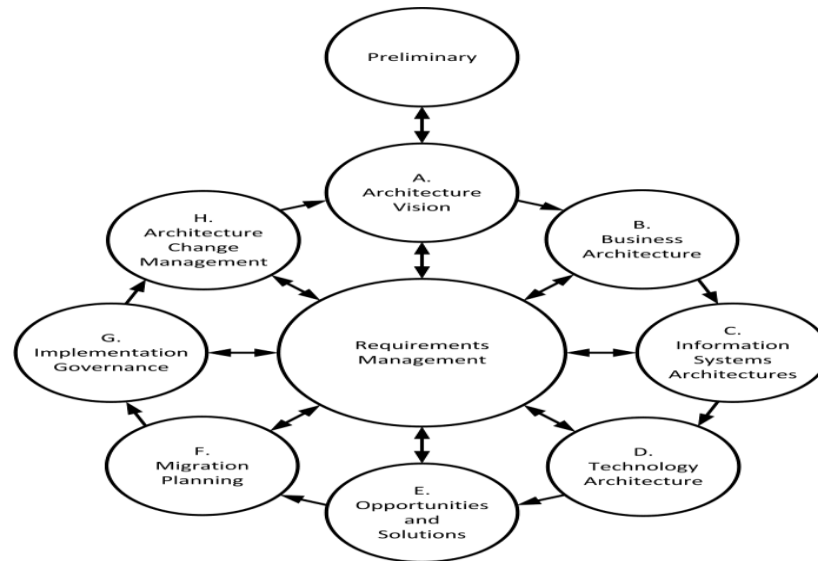 Preliminary
A.
Architecture
Vision
B.
Business
Architecture
C.
Information
Systems
Architectures
D.
Technology
Architecture
E.
Opportunities
and
Solutions
F.
Migration
Planning
G.
Implementation
Governance
H.
Architecture
Change
Management
Requirements
Management